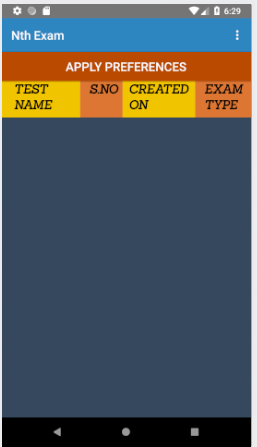 6:29
Nth Exam
APPLY PREFERENCES
TEST NAME S.NO CREATED ON EXAM TYPE